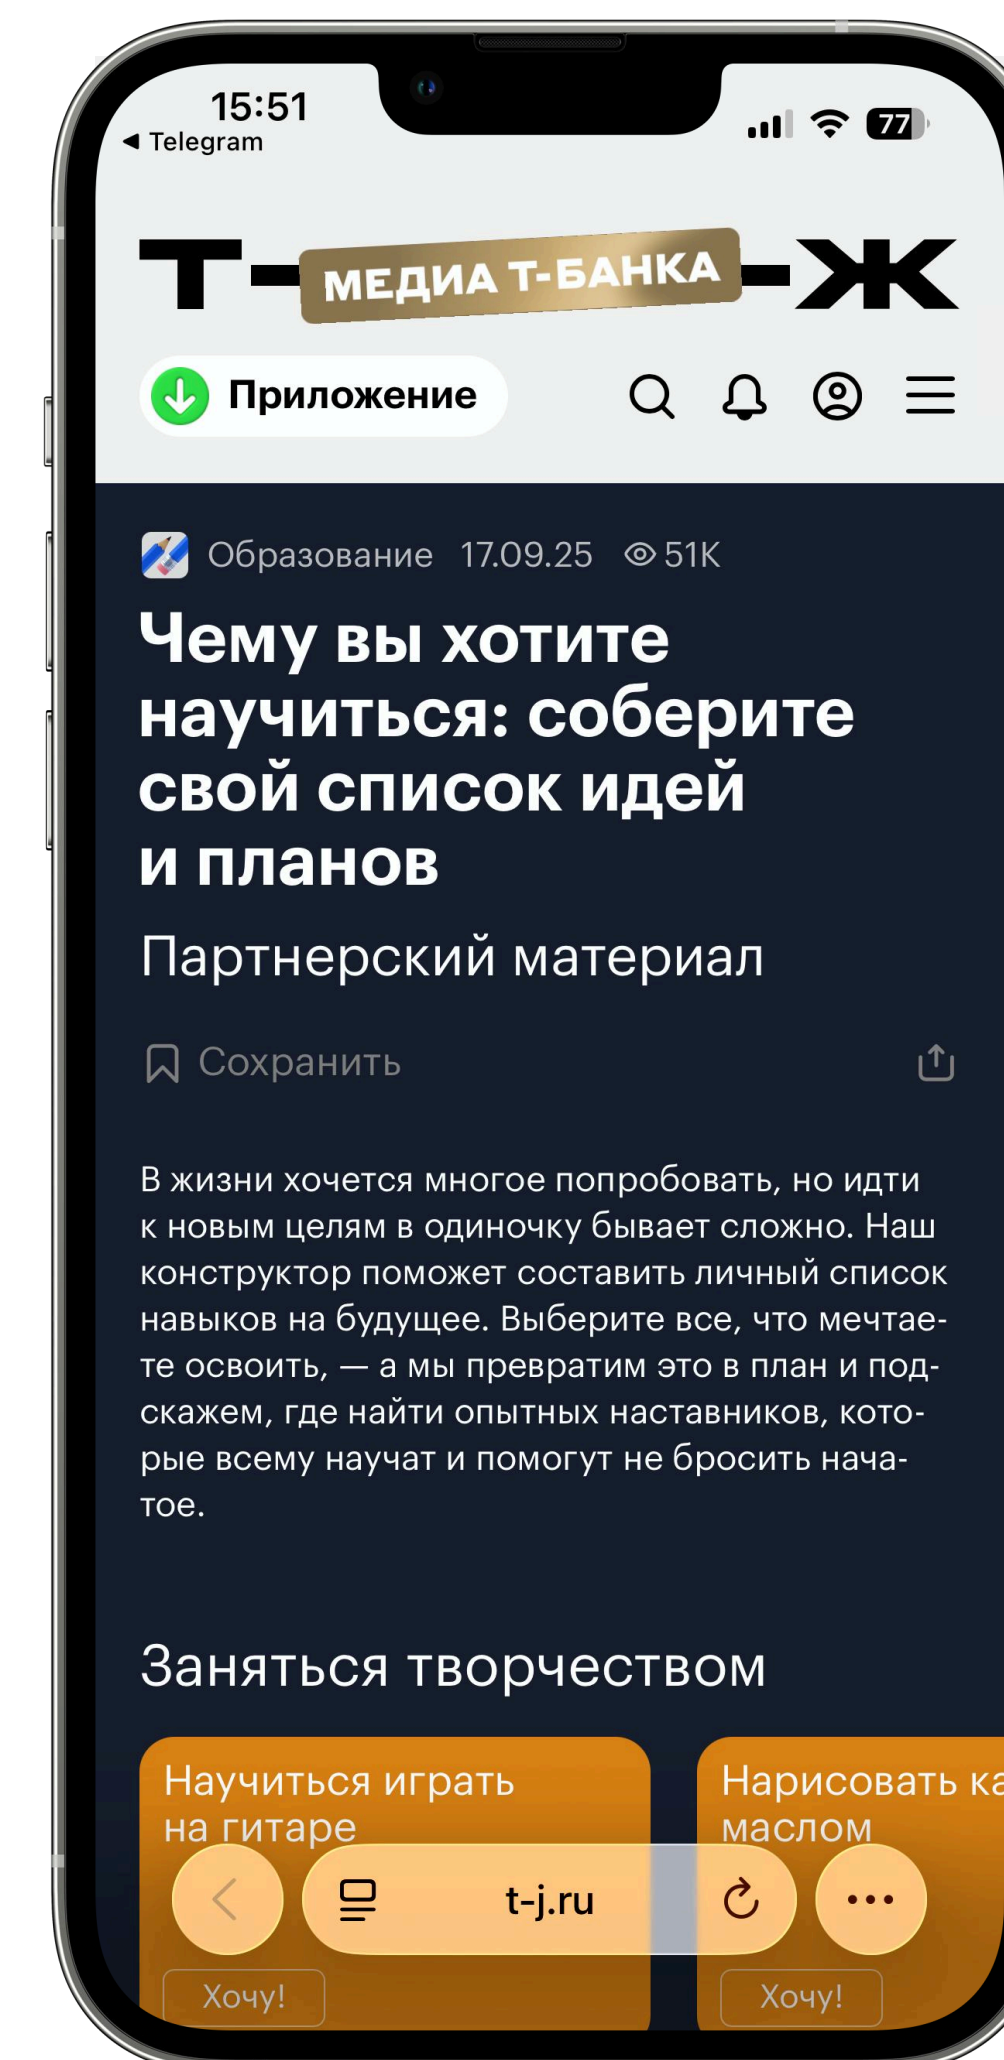 15:51
Telegram
77
Т—Ж
МЕДИА Т-БАНКА
Приложение
Образование 17.09.25 51K
Чему вы хотите
научиться: соберите
свой список идей
и планов
Партнерский материал
Сохранить
В жизни хочется многое попробовать, но идти
к новым целям в одиночку бывает сложно. Наш
конструктор поможет составить личный список
навыков на будущее. Выберите все, что мечтае-
те освоить, — а мы превратим это в план и под-
скажем, где найти опытных наставников, кото-
рые всему научат и помогут не бросить нача-
тое.
Заняться творчеством
Научиться играть
на гитаре
Нарисовать ка
маслом
t-j.ru
Хочу!
Хочу!